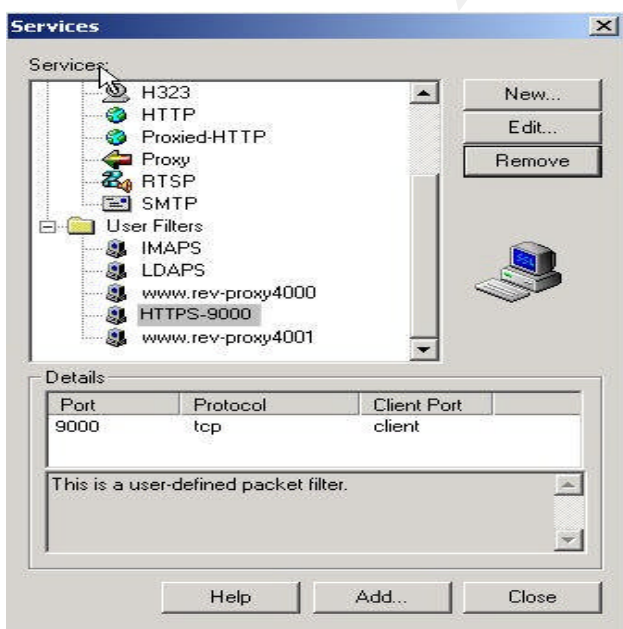 Services
Services:
H323
HTTP
Proxied-HTTP
Proxy
RTSP
SMTP
User Filters
IMAPS
LDAPS
www.rev-proxy4000
HTTPS-9000
www.rev-proxy4001
New...
Edit...
Remove
SSL
Details
Port Protocol Client Port
9000 tcp client
This is a user-defined packet filter.
Help Add... Close